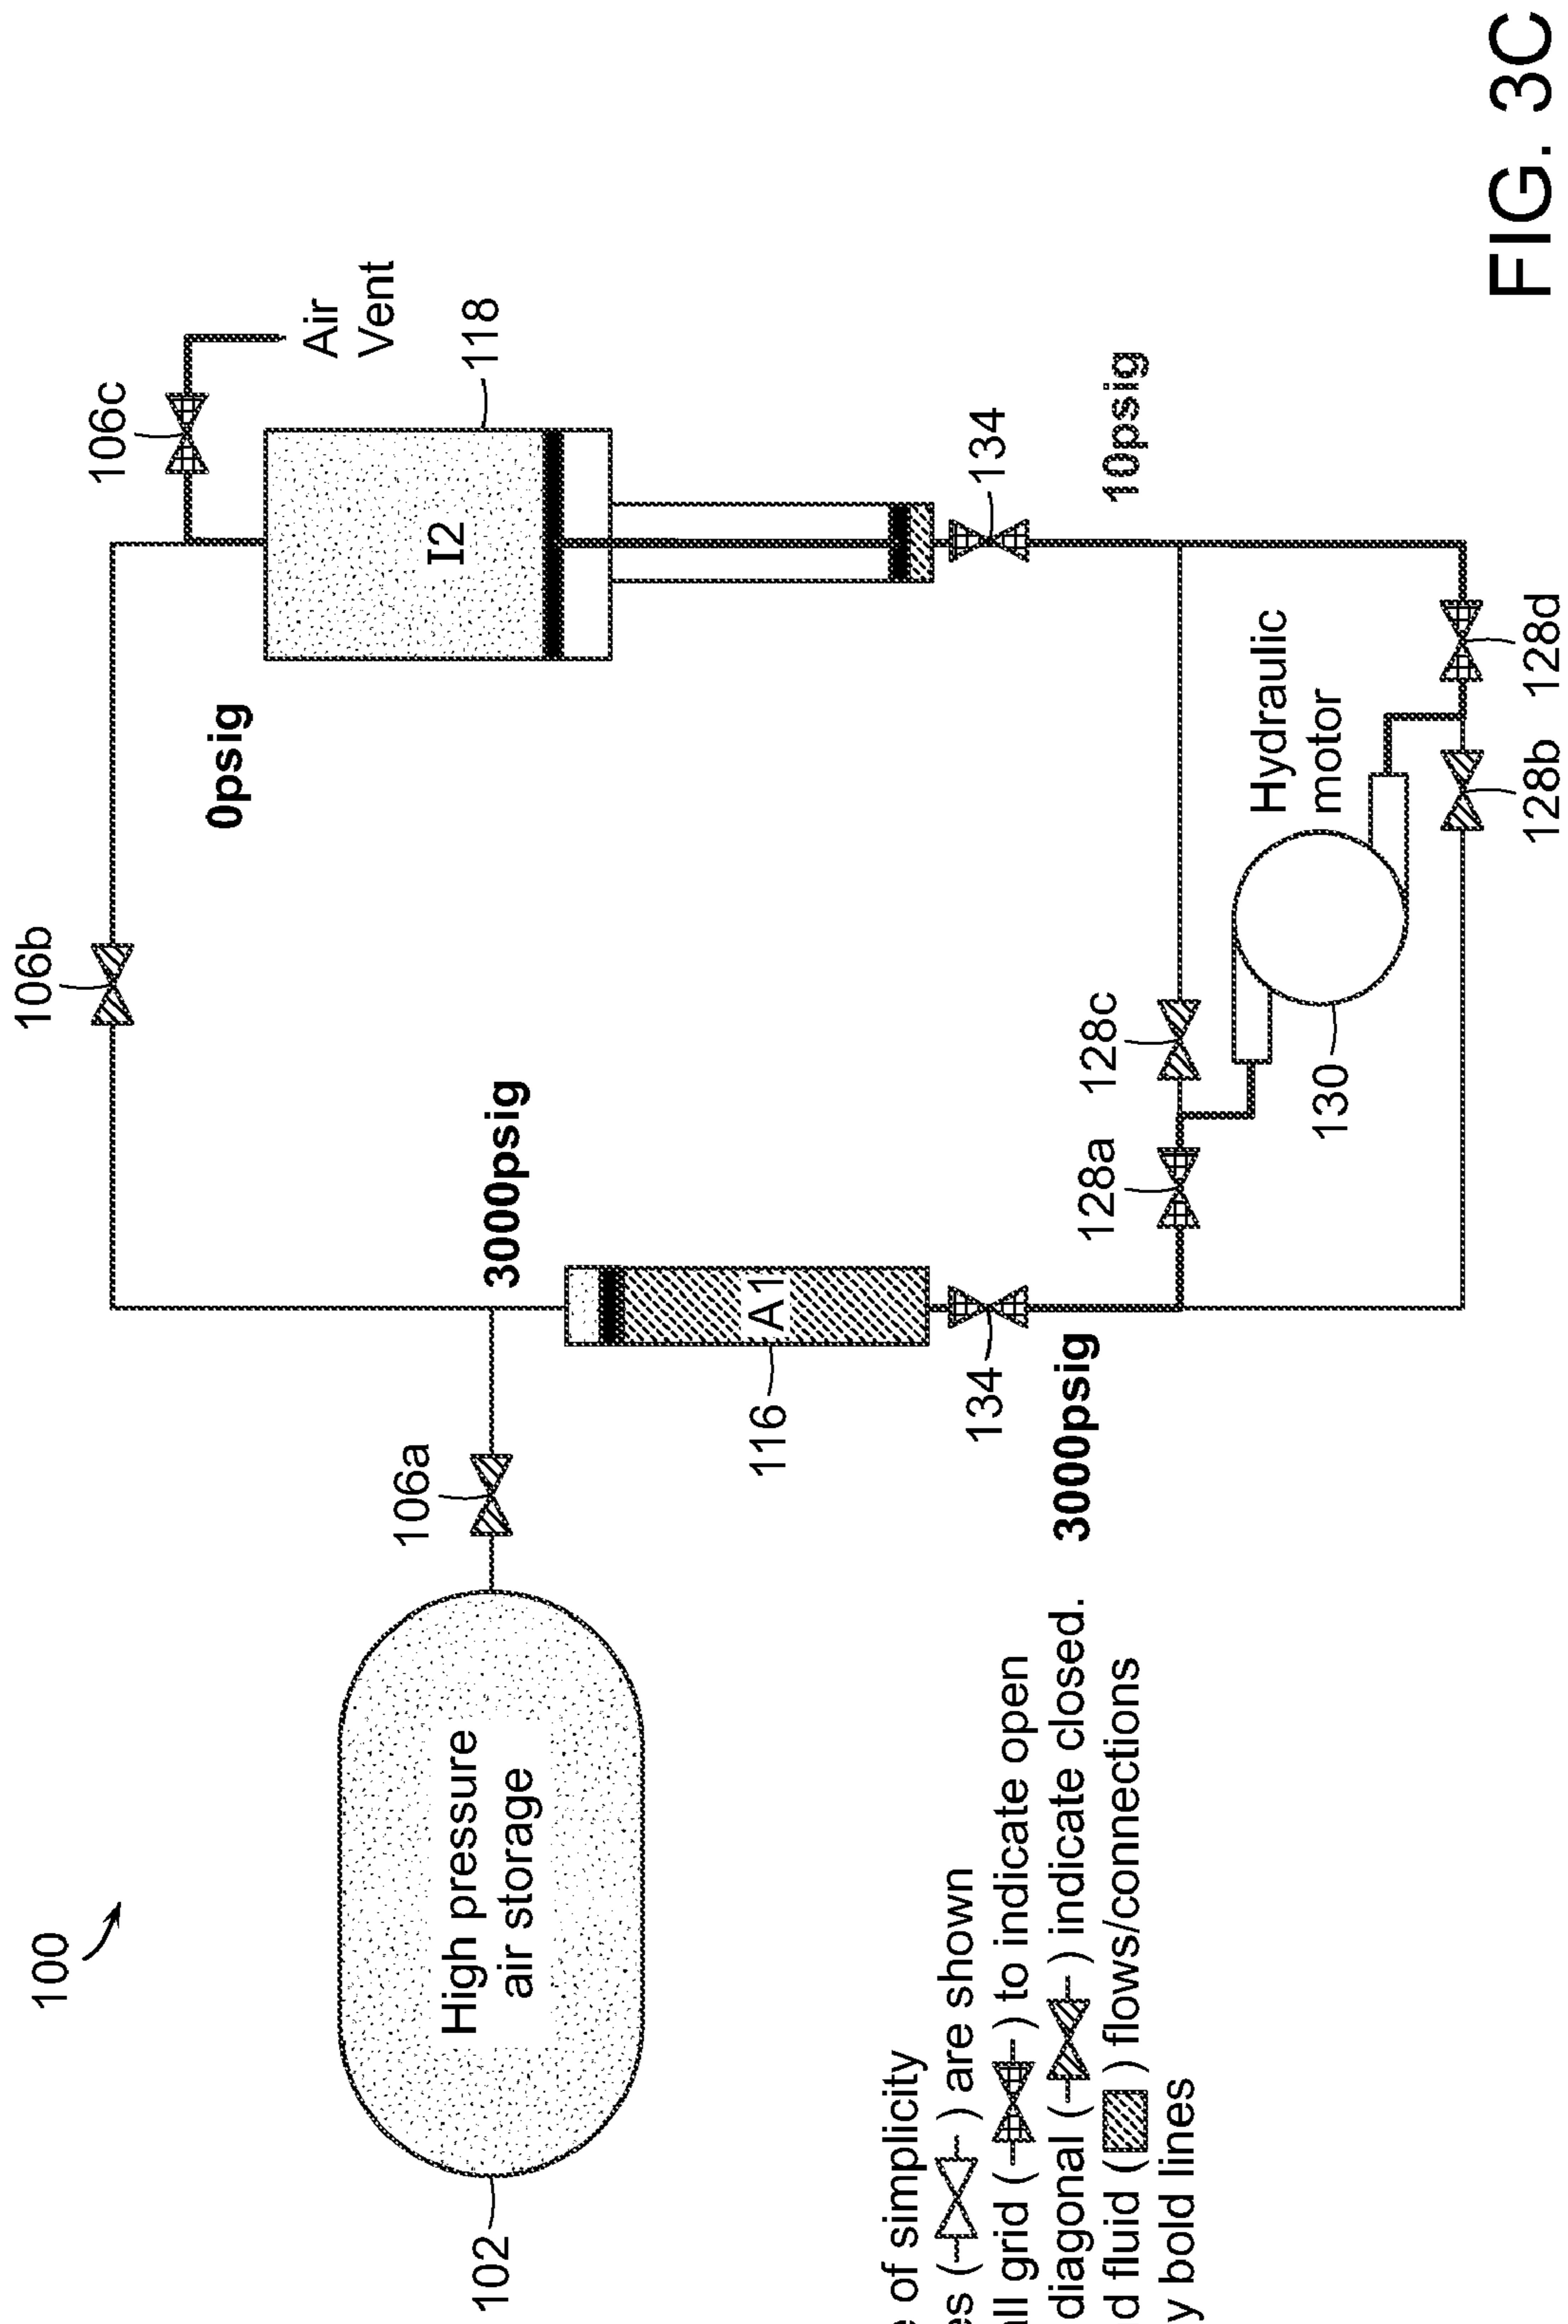 100
102
High pressure
air storage
106a
106b
106c
Air
Vent
0psig
3000psig
I2
118
A1
116
134
134
3000psig
10psig
128a
128c
Hydraulic
motor
130
128b
128d
of simplicity
) are shown
grid ( ) to indicate open
diagonal ( ) indicate closed.
fluid ( ) flows/connections
bold lines
FIG. 3C